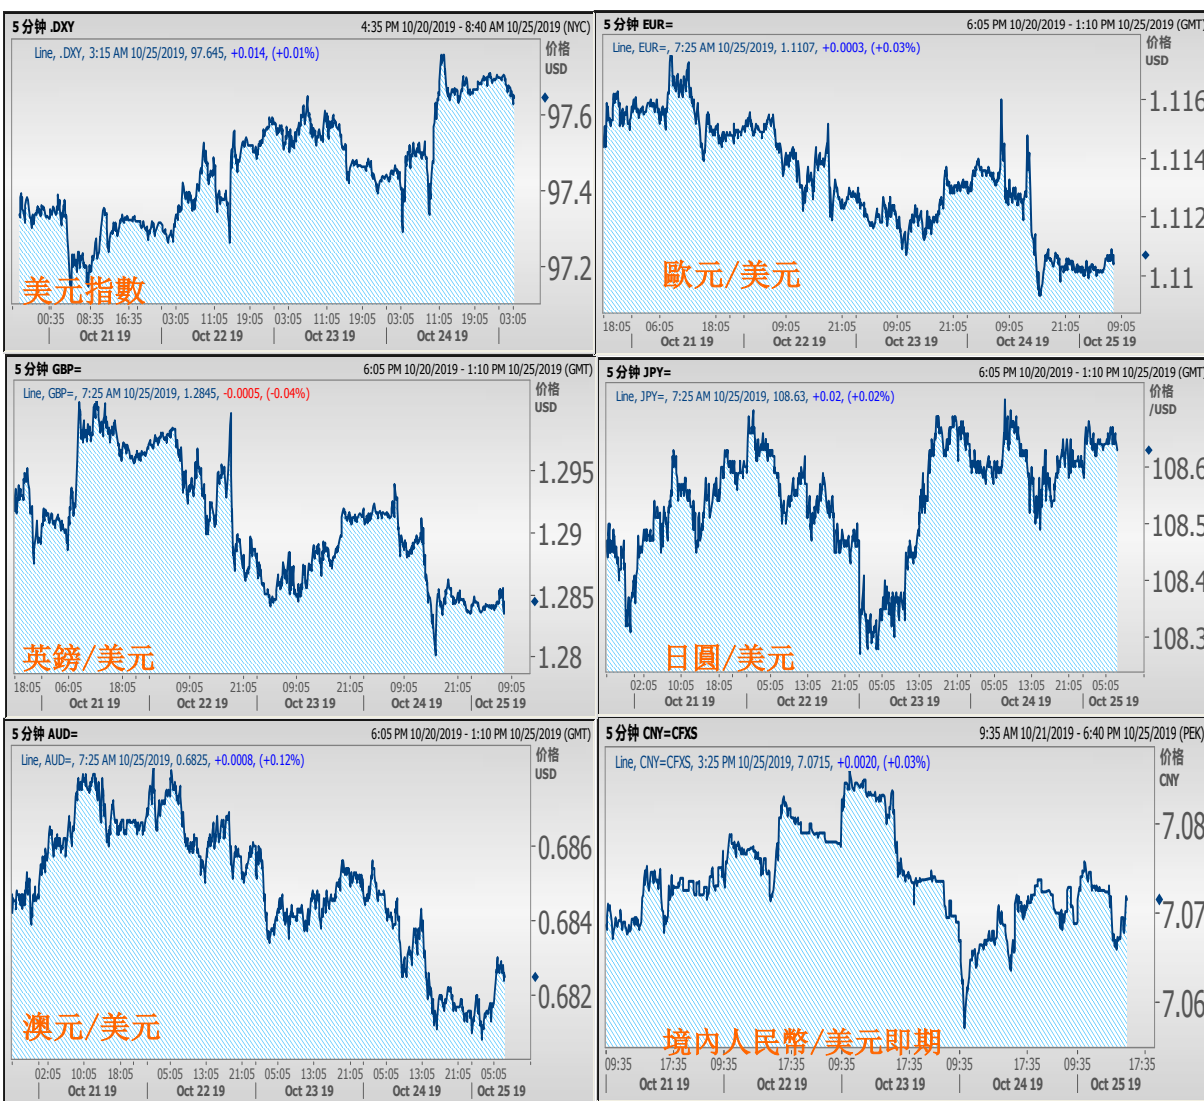 5 分钟 .DXY 4:35 PM 10/20/2019 - 8:40 AM 10/25/2019 (NYC)
Line, .DXY, 3:15 AM 10/25/2019, 97.645, +0.014, (+0.01%)
价格
USD
97.6
97.4
97.2
美元指數
00:35 08:35 16:35 03:05 11:05 19:05 03:05 11:05 19:05 03:05 11:05 19:05 03:05
Oct 21 19 Oct 22 19 Oct 23 19 Oct 24 19
5 分钟 EUR= 6:05 PM 10/20/2019 - 1:10 PM 10/25/2019 (GMT)
Line, EUR=, 7:25 AM 10/25/2019, 1.1107, +0.0003, (+0.03%)
价格
USD
1.116
1.114
1.112
1.11
歐元/美元
18:05 06:05 18:05 09:05 21:05 09:05 21:05 09:05 21:05 09:05
Oct 21 19 Oct 22 19 Oct 23 19 Oct 24 19 Oct 25 19
5 分钟 GBP= 6:05 PM 10/20/2019 - 1:10 PM 10/25/2019 (GMT)
Line, GBP=, 7:25 AM 10/25/2019, 1.2845, -0.0005, (-0.04%)
价格
USD
1.295
1.29
1.285
1.28
英鎊/美元
18:05 06:05 18:05 09:05 21:05 09:05 21:05 09:05 21:05 09:05
Oct 21 19 Oct 22 19 Oct 23 19 Oct 24 19 Oct 25 19
5 分钟 JPY= 6:05 PM 10/20/2019 - 1:10 PM 10/25/2019 (GMT)
Line, JPY=, 7:25 AM 10/25/2019, 108.63, +0.02, (+0.02%)
价格
/USD
108.6
108.5
108.4
108.3
日圓/美元
02:05 10:05 18:05 05:05 13:05 21:05 05:05 13:05 21:05 05:05 13:05 21:05 05:05
Oct 21 19 Oct 22 19 Oct 23 19 Oct 24 19 Oct 25 19
5 分钟 AUD= 6:05 PM 10/20/2019 - 1:10 PM 10/25/2019 (GMT)
Line, AUD=, 7:25 AM 10/25/2019, 0.6825, +0.0008, (+0.12%)
价格
USD
0.686
0.684
0.682
澳元/美元
02:05 10:05 18:05 05:05 13:05 21:05 05:05 13:05 21:05 05:05 13:05 21:05 05:05
Oct 21 19 Oct 22 19 Oct 23 19 Oct 24 19 Oct 25 19
5 分钟 CNY=CFXS 9:35 AM 10/21/2019 - 6:40 PM 10/25/2019 (PEK)
Line, CNY=CFXS, 3:25 PM 10/25/2019, 7.0715, +0.0020, (+0.03%)
价格
CNY
7.08
7.07
7.06
境內人民幣/美元即期
09:35 17:35 09:35 17:35 09:35 17:35 09:35 17:35 09:35 17:35
Oct 21 19 Oct 22 19 Oct 23 19 Oct 24 19 Oct 25 19